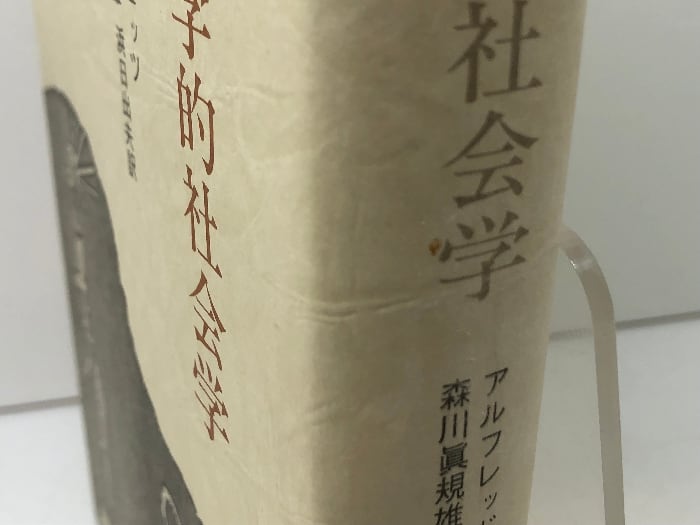 学的社会学
ッツ
社会学
アルフレッド
森川眞規雄